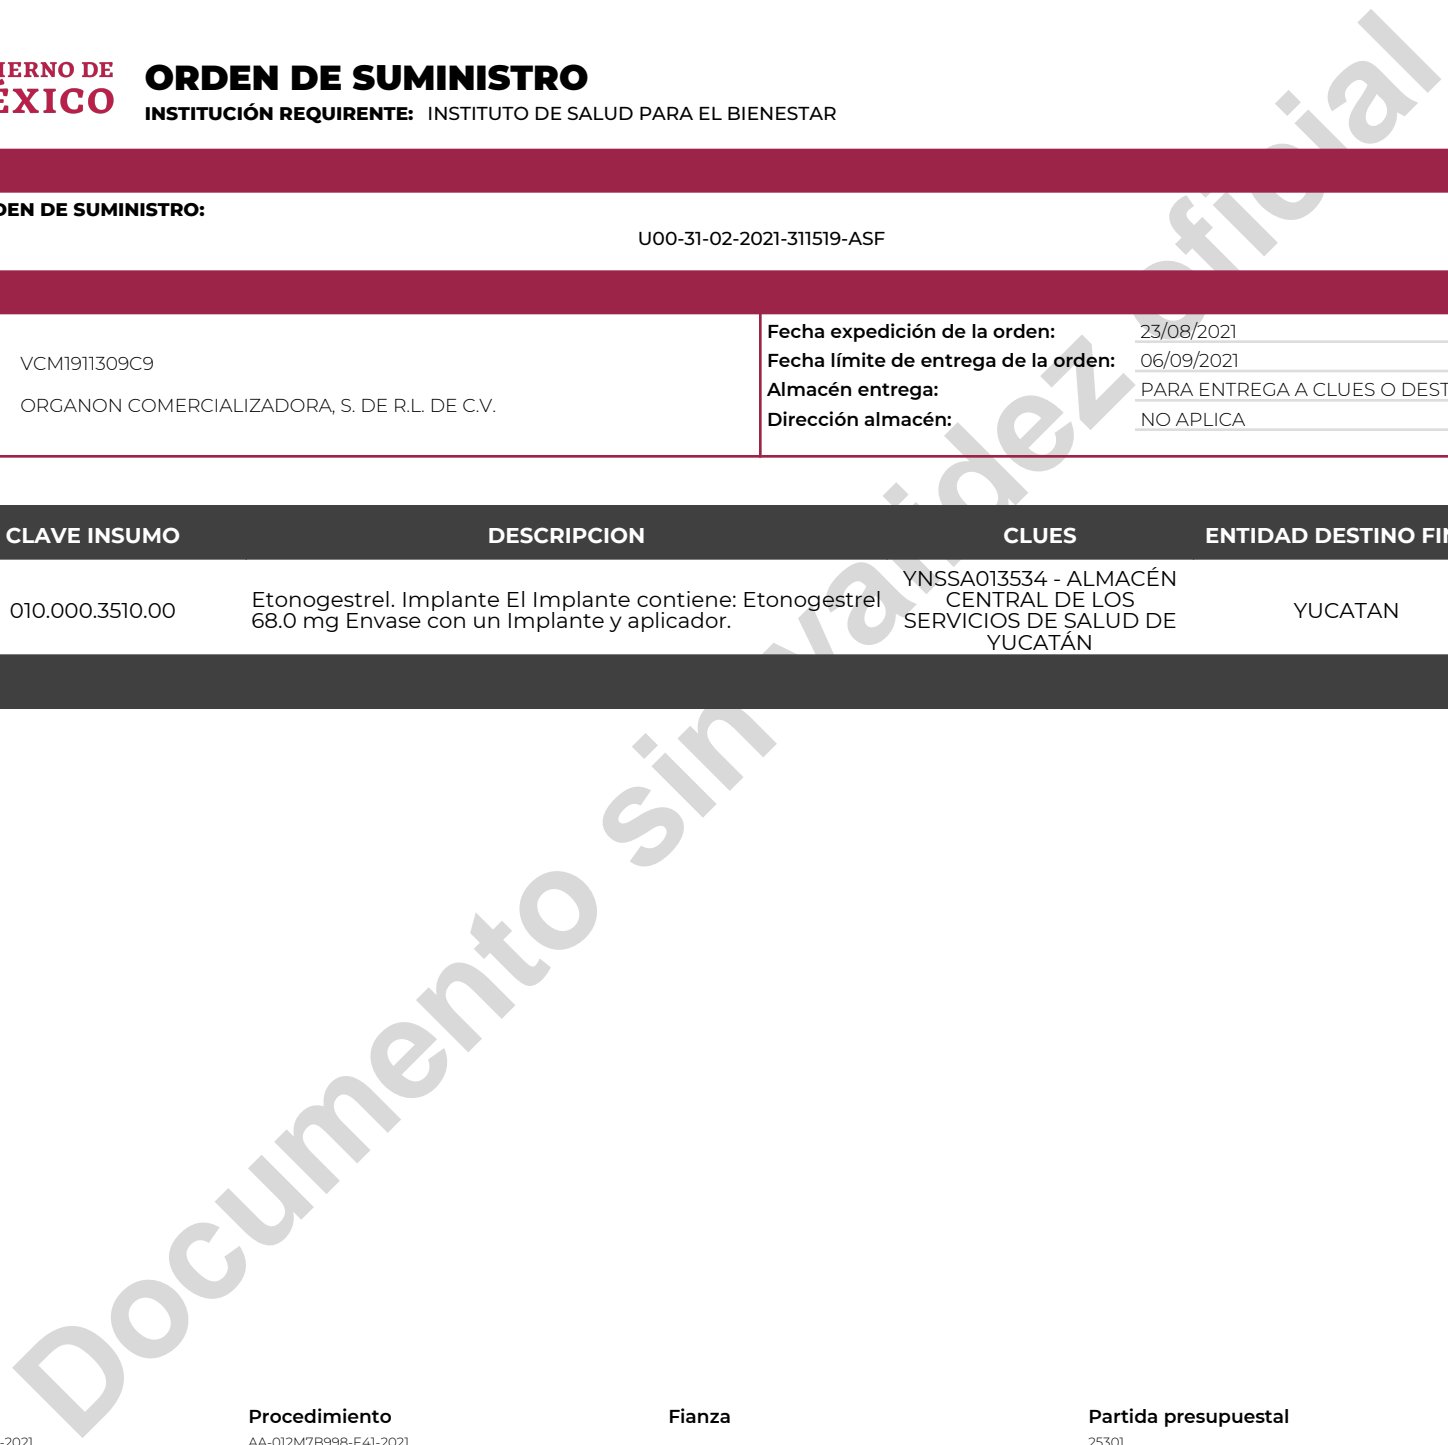 IERNO DE
ÉXICO
ORDEN DE SUMINISTRO
INSTITUCIÓN REQUIRENTE: INSTITUTO DE SALUD PARA EL BIENESTAR
DEN DE SUMINISTRO:
U00-31-02-2021-311519-ASF
VCM1911309C9
ORGANON COMERCIALIZADORA, S. DE R.L. DE C.V.
Fecha expedición de la orden: 23/08/2021
Fecha límite de entrega de la orden: 06/09/2021
Almacén entrega: PARA ENTREGA A CLUES O DEST
Dirección almacén: NO APLICA
CLAVE INSUMO DESCRIPCION CLUES ENTIDAD DESTINO FIN
010.000.3510.00
Etonogestrel. Implante El Implante contiene: Etonogestrel
68.0 mg Envase con un Implante y aplicador.
YNSSA013534 - ALMACÉN
CENTRAL DE LOS
SERVICIOS DE SALUD DE
YUCATÁN
YUCATAN
Documento sin validez oficial
Procedimiento Fianza Partida presupuestal
-2021 AA-012M7B998-E41-2021 25301